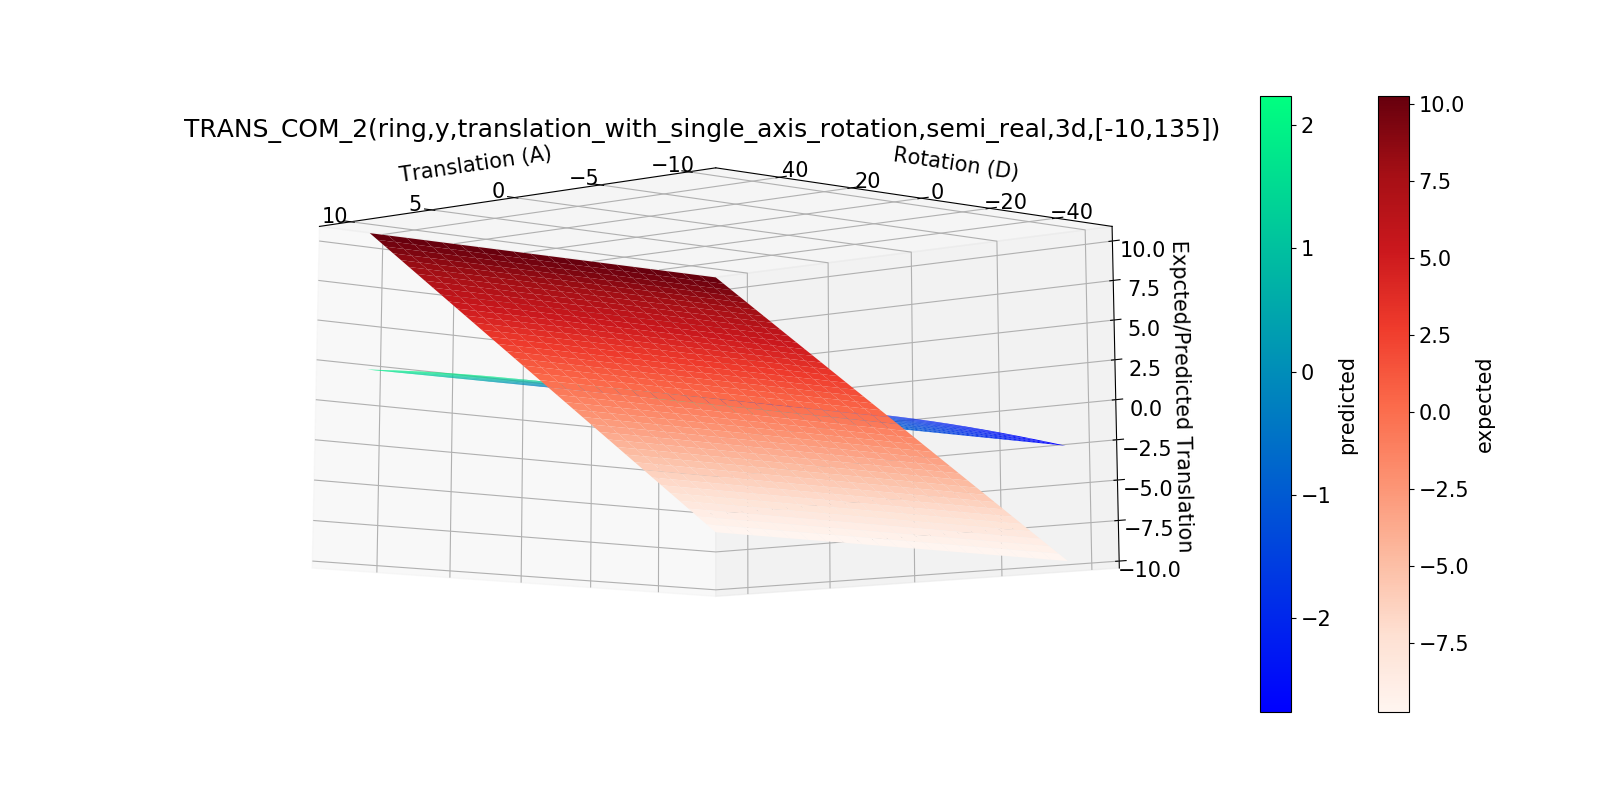 TRANS_COM_2(ring,y,translation_with_single_axis_rotation,semi_real,3d,[-10,135])
Translation (A)
10 5 0 −5 −10
Rotation (D)
40 20 0 −20 −40
Expcted/Predicted Translation
10.0
7.5
5.0
2.5
0.0
−2.5
−5.0
−7.5
−10.0
2
1
0
−1
−2
predicted
10.0
7.5
5.0
2.5
0.0
−2.5
−5.0
−7.5
expected